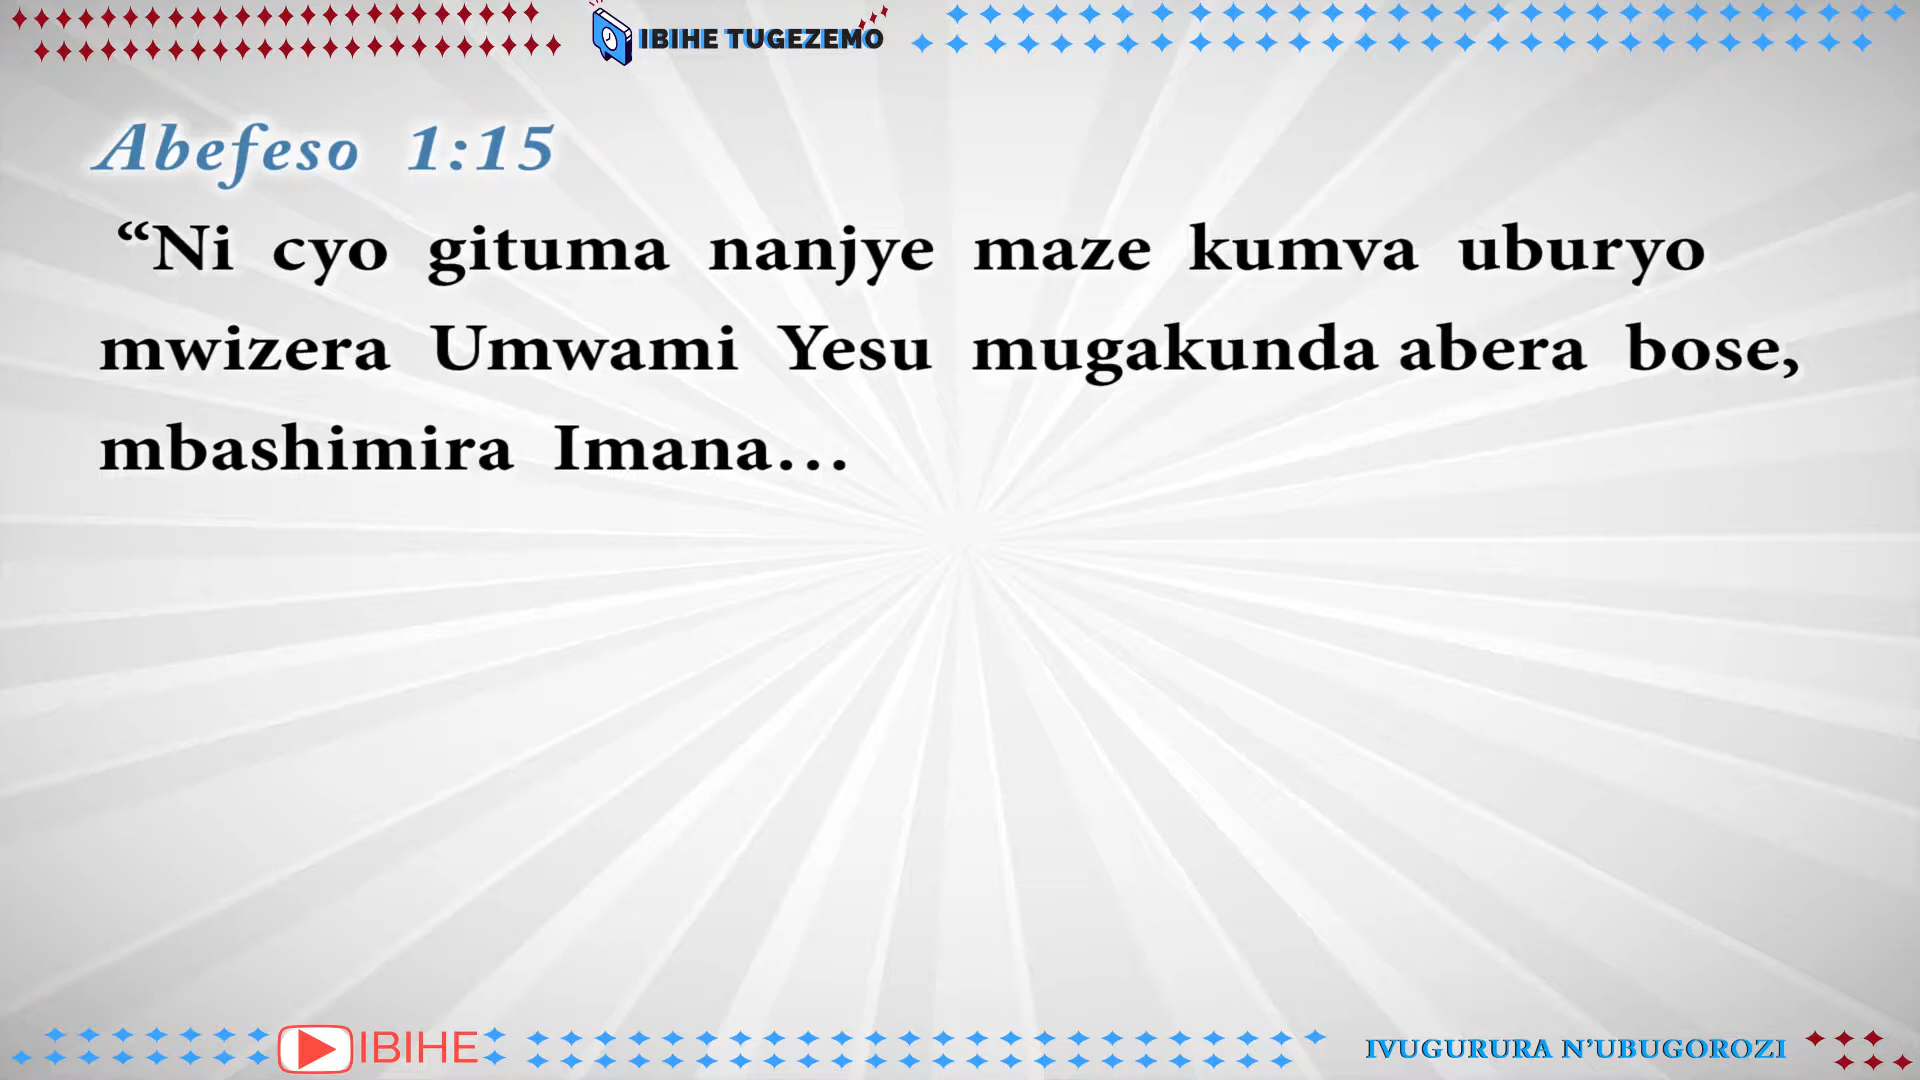 IBIHE TUGEZEMO
Abefeso 1:15
“Ni cyo gituma nanjye maze kumva uburyo
mwizera Umwami Yesu mugakunda abera bose,
mbashimira Imana...
IBIHE
IVUGURURA N’UBUGOROZI